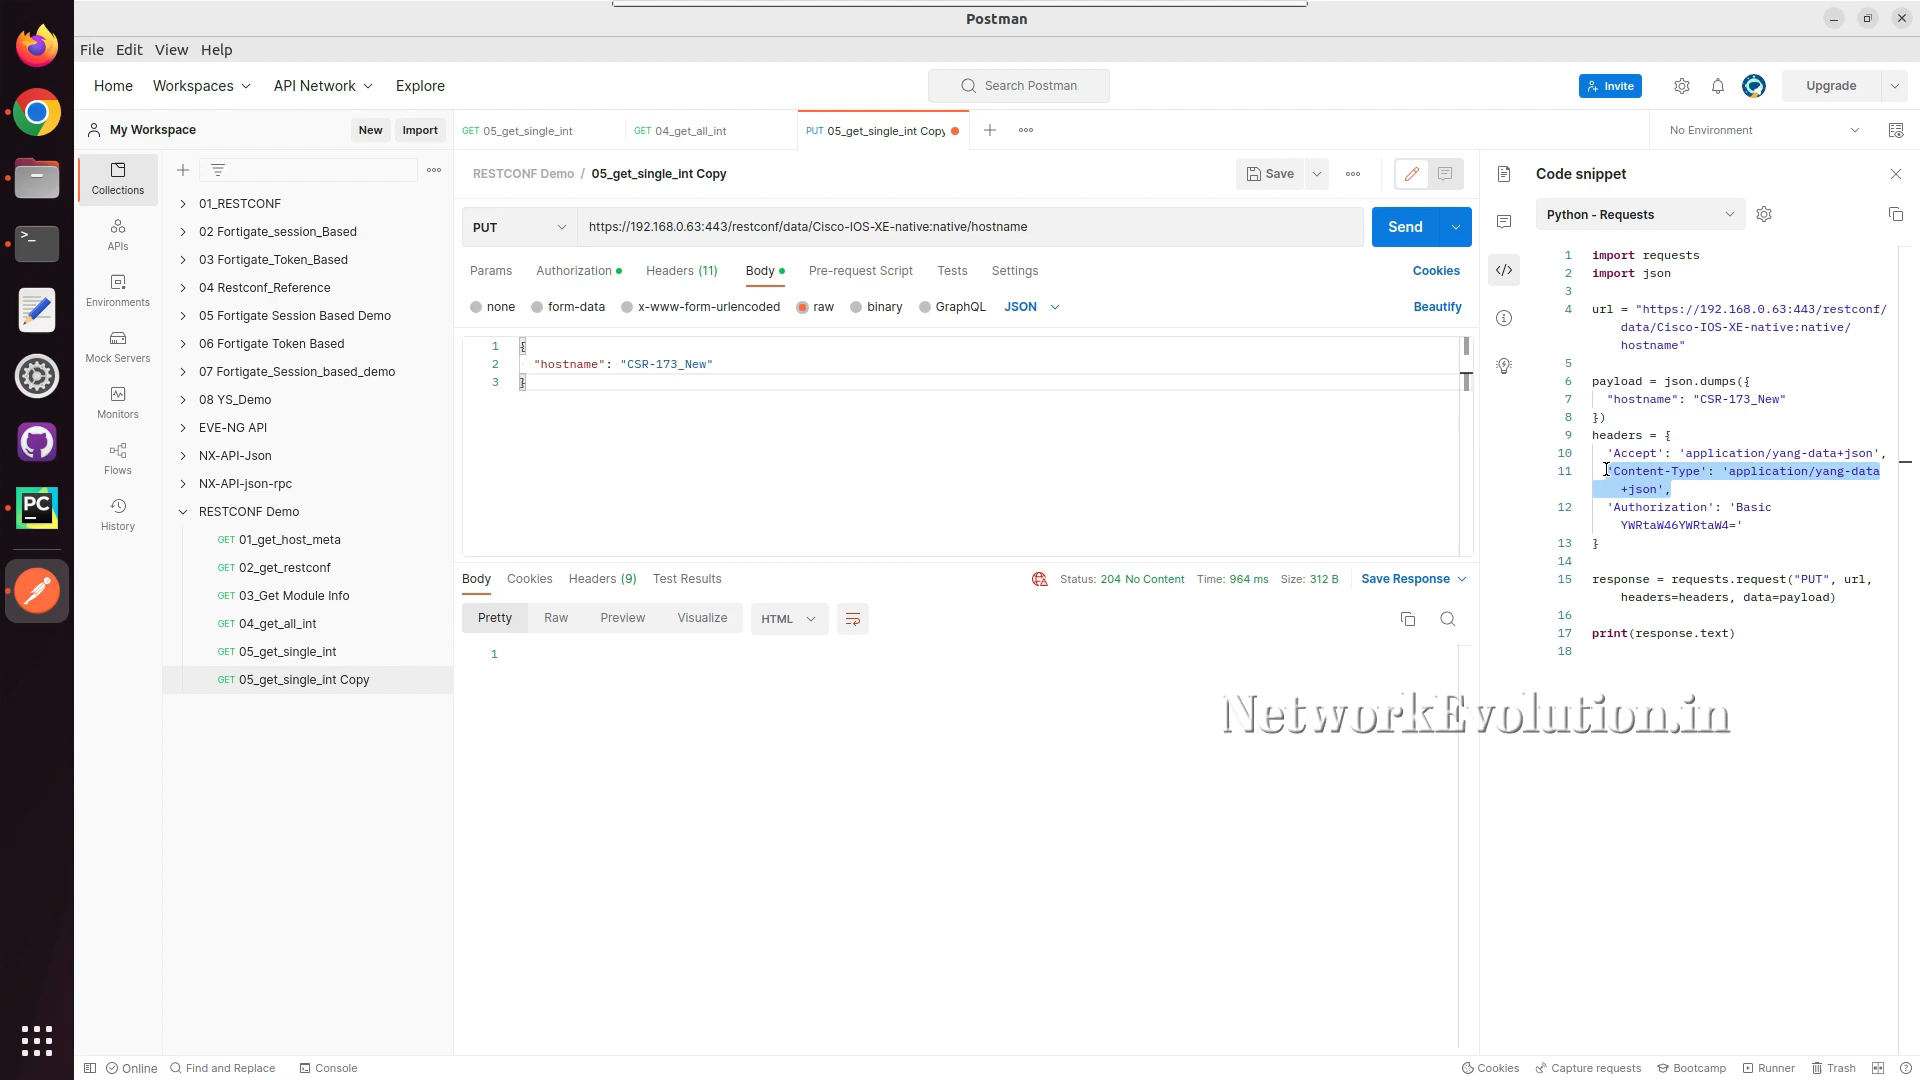 Postman
File Edit View Help
Home Workspaces API Network Explore
Search Postman
Invite
Upgrade
My Workspace
New Import
GET 05_get_single_int
GET 04_get_all_int
PUT 05_get_single_int Copy
No Environment
Collections
APIs
Environments
Mock Servers
Monitors
Flows
History
01_RESTCONF
02 Fortigate_session_Based
03 Fortigate_Token_Based
04 Restconf_Reference
05 Fortigate Session Based Demo
06 Fortigate Token Based
07 Fortigate_Session_based_demo
08 YS_Demo
EVE-NG API
NX-API-Json
NX-API-json-rpc
RESTCONF Demo
GET 01_get_host_meta
GET 02_get_restconf
GET 03_Get Module Info
GET 04_get_all_int
GET 05_get_single_int
GET 05_get_single_int Copy
RESTCONF Demo / 05_get_single_int Copy
Save
PUT
https://192.168.0.63:443/restconf/data/Cisco-IOS-XE-native:native/hostname
Send
Params Authorization Headers (11) Body Pre-request Script Tests Settings
Cookies
none form-data x-www-form-urlencoded raw binary GraphQL JSON
Beautify
1 {
2 "hostname": "CSR-173_New"
3 }
Body Cookies Headers (9) Test Results
Status: 204 No Content Time: 964 ms Size: 312 B
Save Response
Pretty Raw Preview Visualize HTML
1
Code snippet
Python - Requests
1 import requests
2 import json
3
4 url = "https://192.168.0.63:443/restconf/
data/Cisco-IOS-XE-native:native/
hostname"
5
6 payload = json.dumps({
7 "hostname": "CSR-173_New"
8 })
9 headers = {
10 'Accept': 'application/yang-data+json',
11 'Content-Type': 'application/yang-data
+json',
12 'Authorization': 'Basic
YWRtaW46YWRtaW4='
13 }
14
15 response = requests.request("PUT", url,
headers=headers, data=payload)
16
17 print(response.text)
18
NetworkEvolution.in
Online Find and Replace Console
Cookies Capture requests Bootcamp Runner Trash